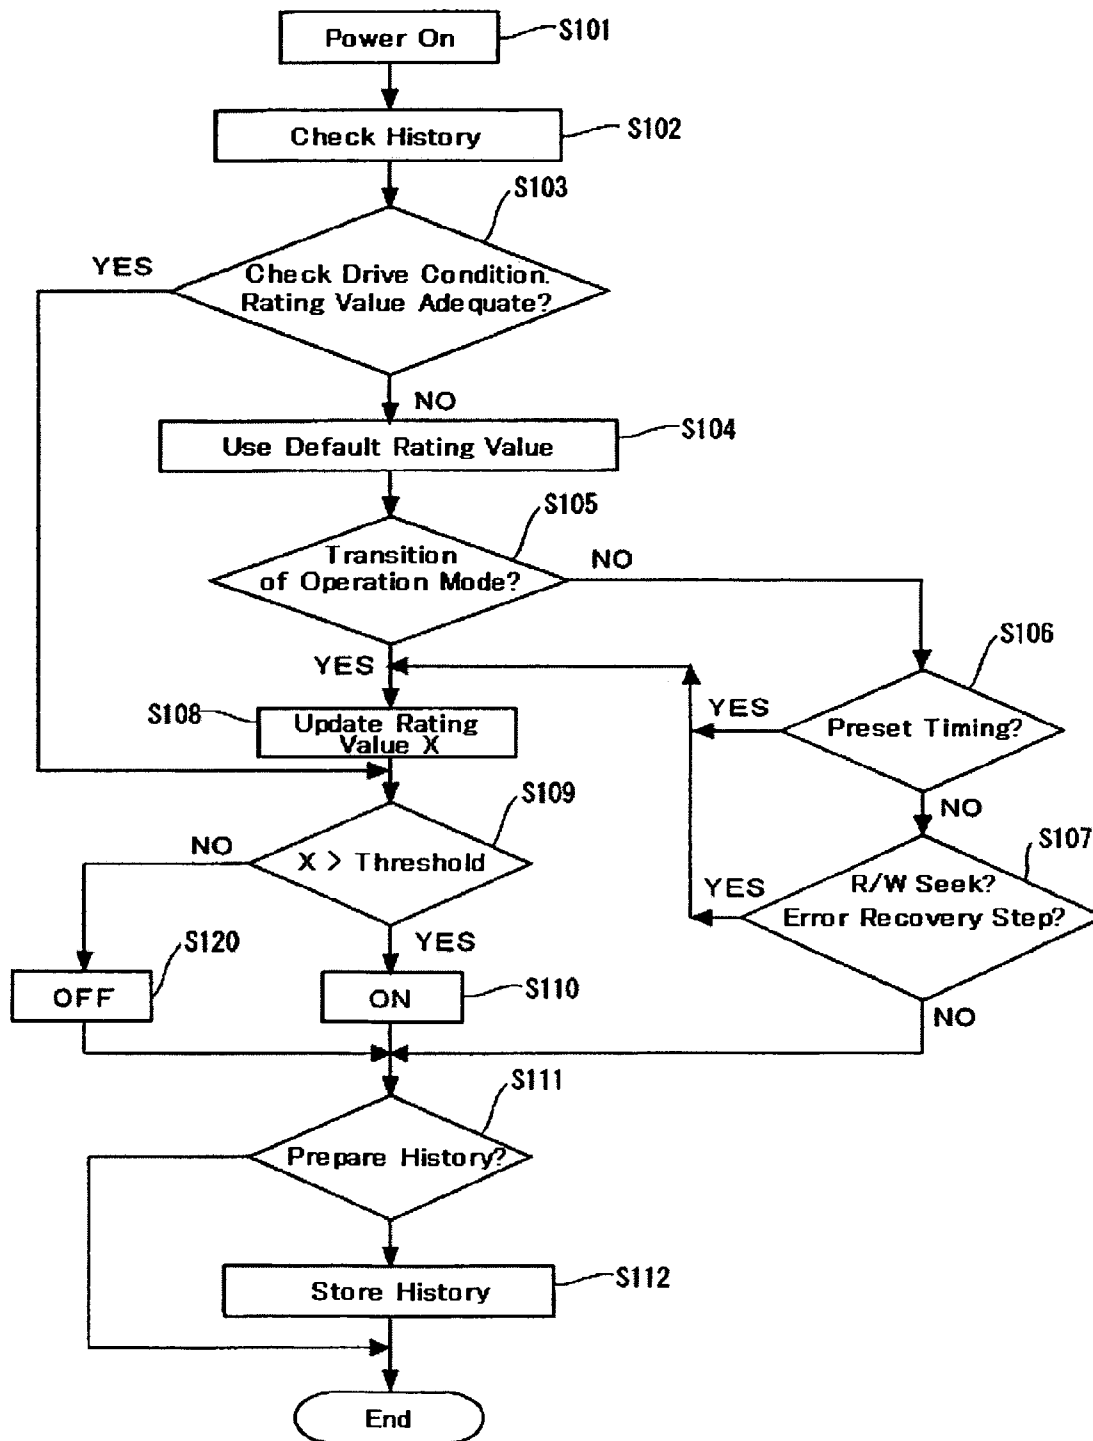 Power On
S101
Check History
S102
S103
YES
Check Drive Condition.
Rating Value Adequate?
NO
Use Default Rating Value
S104
S105
Transition
of Operation Mode?
NO
YES
S106
YES
Preset Timing?
NO
S108
Update Rating
Value X
S109
NO
X > Threshold
YES
S107
YES
R/W Seek?
Error Recovery Step?
NO
S120
OFF
ON
S110
S111
Prepare History?
Store History
S112
End